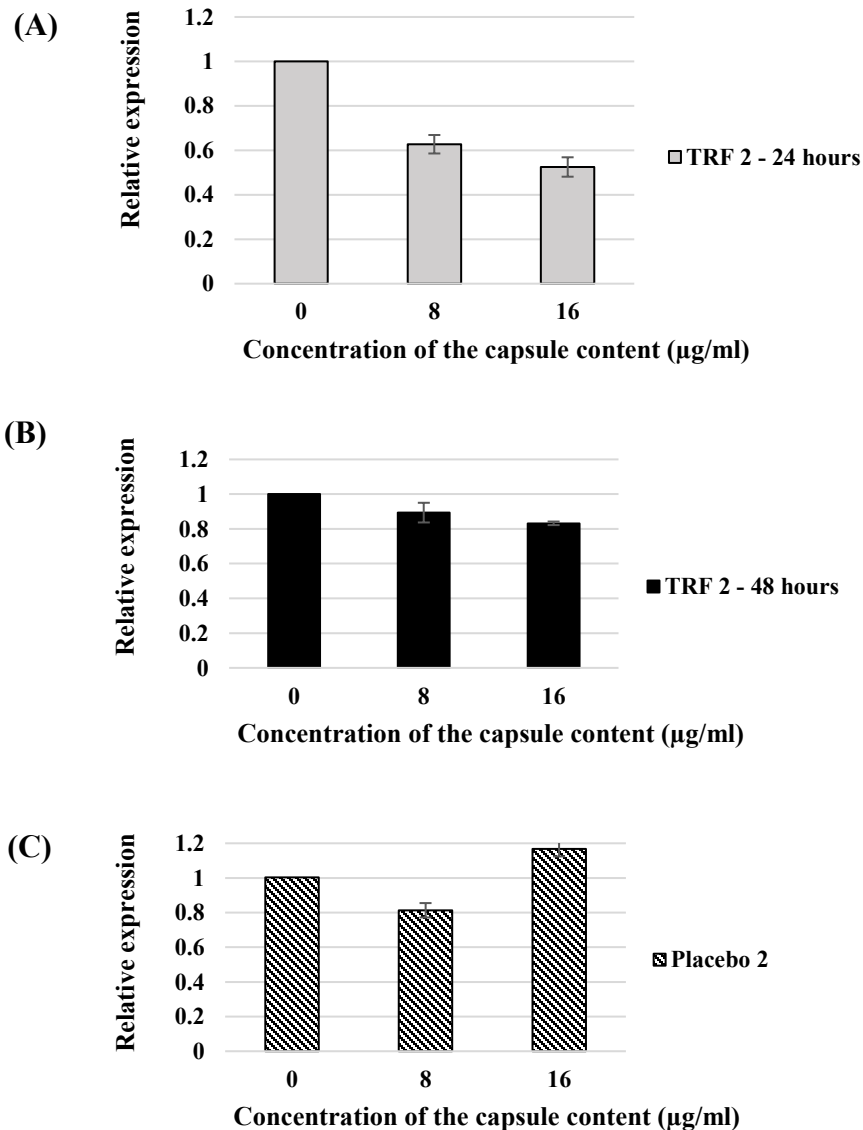 (A)
Relative expression
1.2
1
0.8
0.6
0.4
0.2
0
0 8 16
Concentration of the capsule content (µg/ml)
TRF 2 - 24 hours
(B)
Relative expression
1.2
1
0.8
0.6
0.4
0.2
0
0 8 16
Concentration of the capsule content (µg/ml)
TRF 2 - 48 hours
(C)
Relative expression
1.2
1
0.8
0.6
0.4
0.2
0
0 8 16
Concentration of the capsule content (µg/ml)
Placebo 2